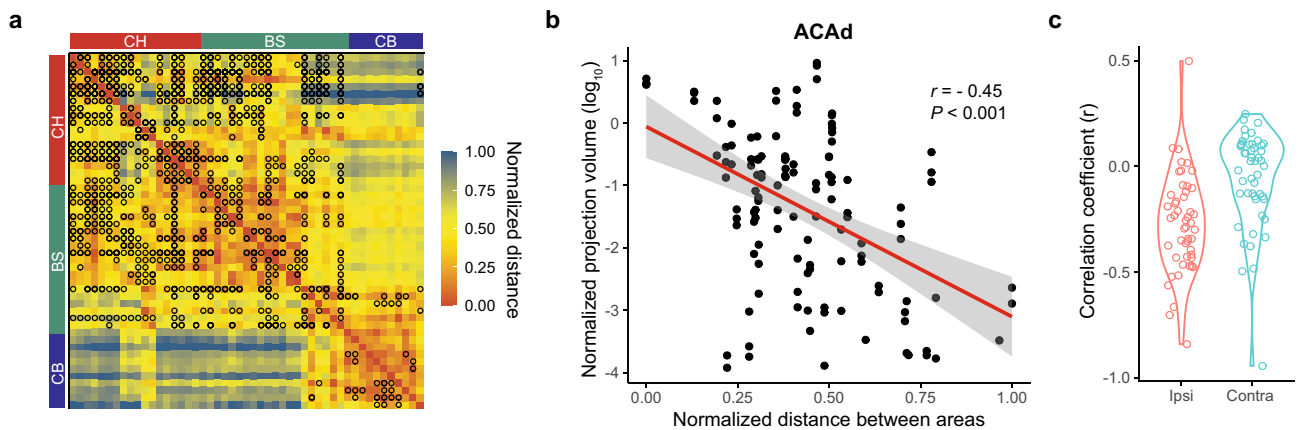 a
CH BS CB
CH
BS
CB
1.00
0.75
0.50
0.25
0.00
Normalized distance
b
ACAd
r = - 0.45
P < 0.001
Normalized projection volume (log10)
1
-0
-1
-2
-3
-4
0.00 0.25 0.50 0.75 1.00
Normalized distance between areas
c
Correlation coefficient (r)
0.5
0.0
-0.5
-1.0
Ipsi Contra